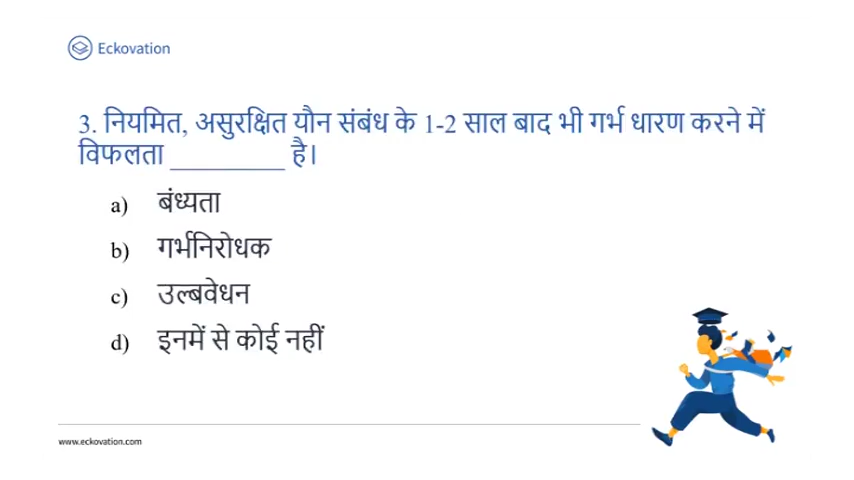 Eckovation
3. नियमित, असुरक्षित यौन संबंध के 1-2 साल बाद भी गर्भ धारण करने में
विफलता __________ है।
a) बंध्यता
b) गर्भनिरोधक
c) उल्बवेधन
d) इनमें से कोई नहीं
www.eckovation.com